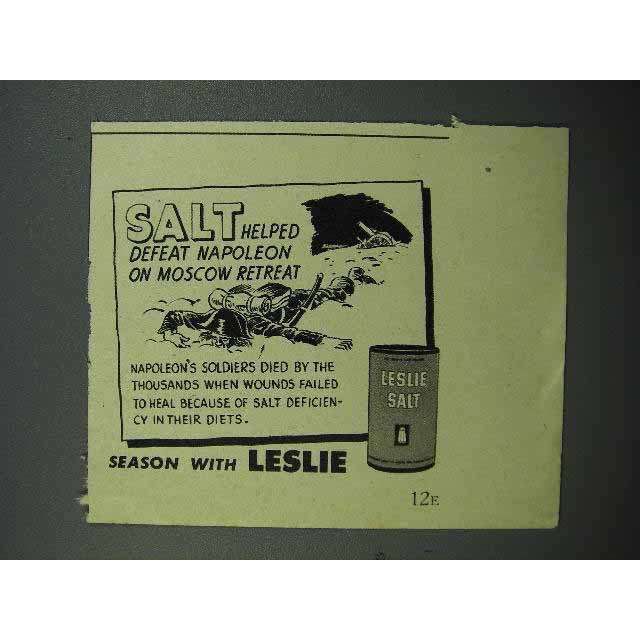 SALT HELPED
DEFEAT NAPOLEON
ON MOSCOW RETREAT
NAPOLEON'S SOLDIERS DIED BY THE
THOUSANDS WHEN WOUNDS FAILED
TO HEAL BECAUSE OF SALT DEFICIEN-
CY IN THEIR DIETS.
LESLIE
SALT
SEASON WITH LESLIE
12E